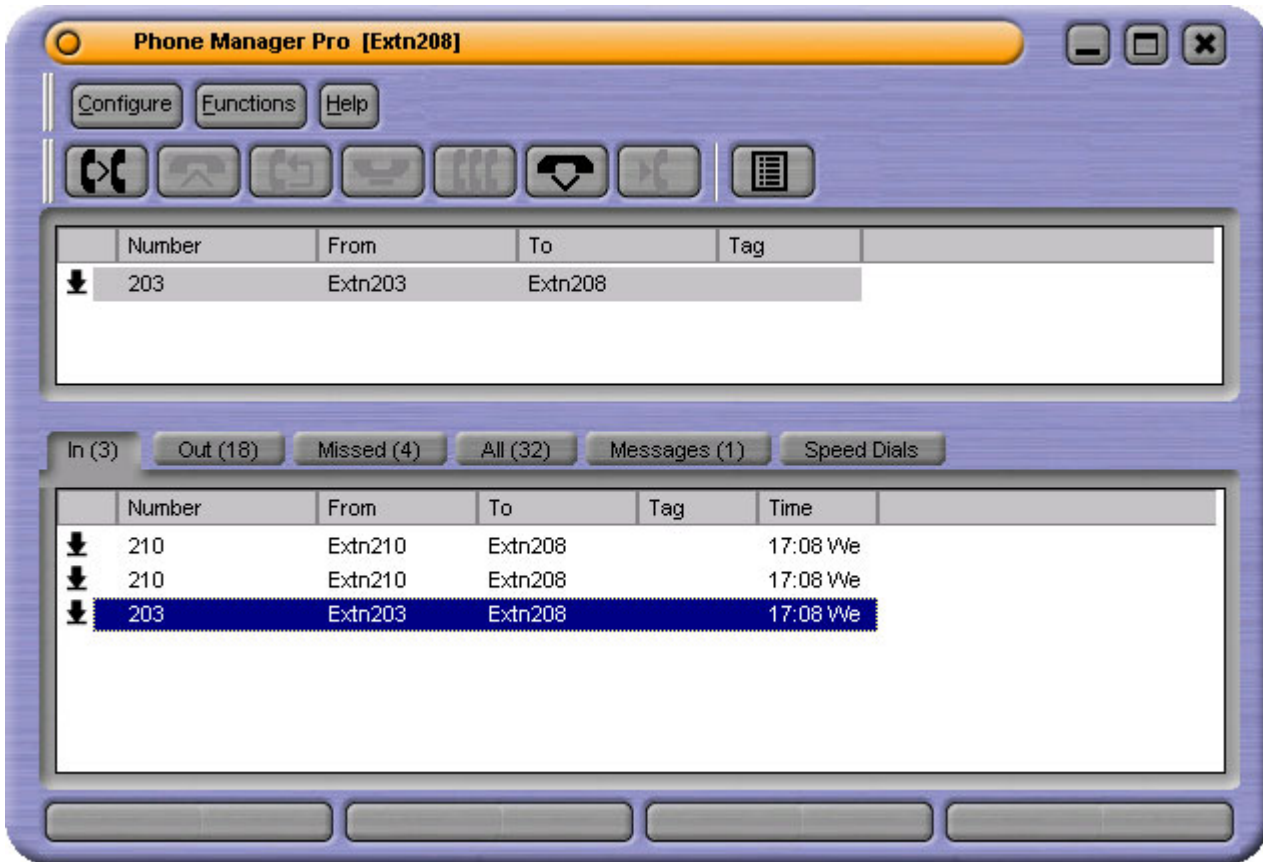 Phone Manager Pro [Extn208]
Configure Functions Help
Number From To Tag
203 Extn203 Extn208
In (3) Out (18) Missed (4) All (32) Messages (1) Speed Dials
Number From To Tag Time
210 Extn210 Extn208 17:08 We
210 Extn210 Extn208 17:08 We
203 Extn203 Extn208 17:08 We